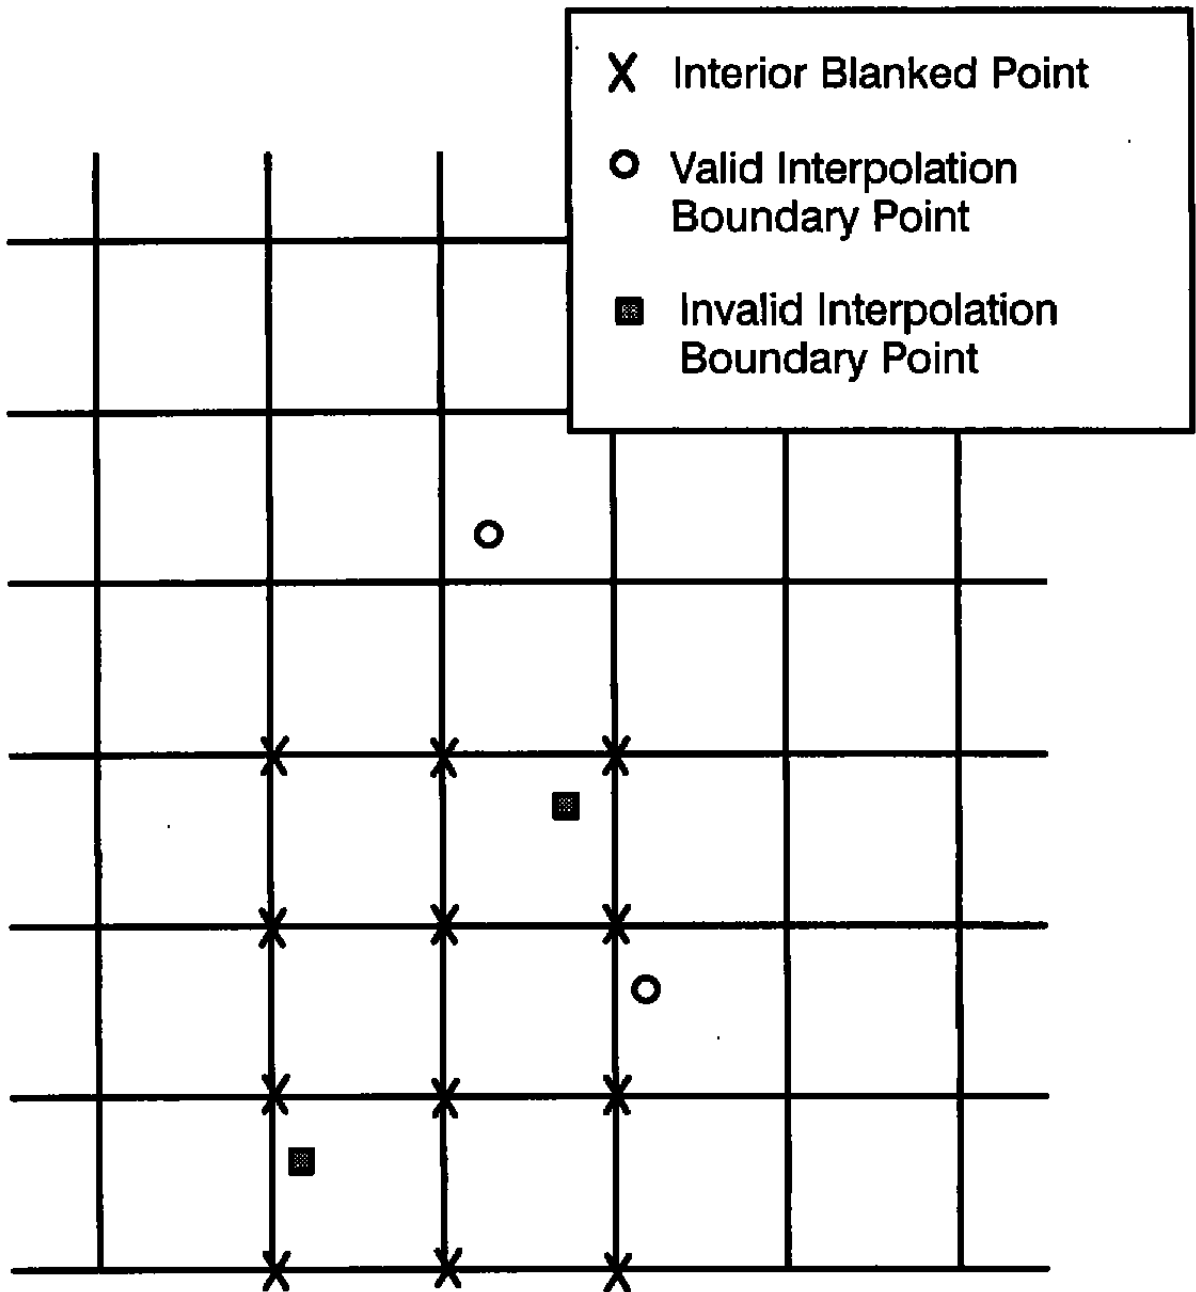 Interior Blanked Point
Valid Interpolation
Boundary Point
Invalid Interpolation
Boundary Point